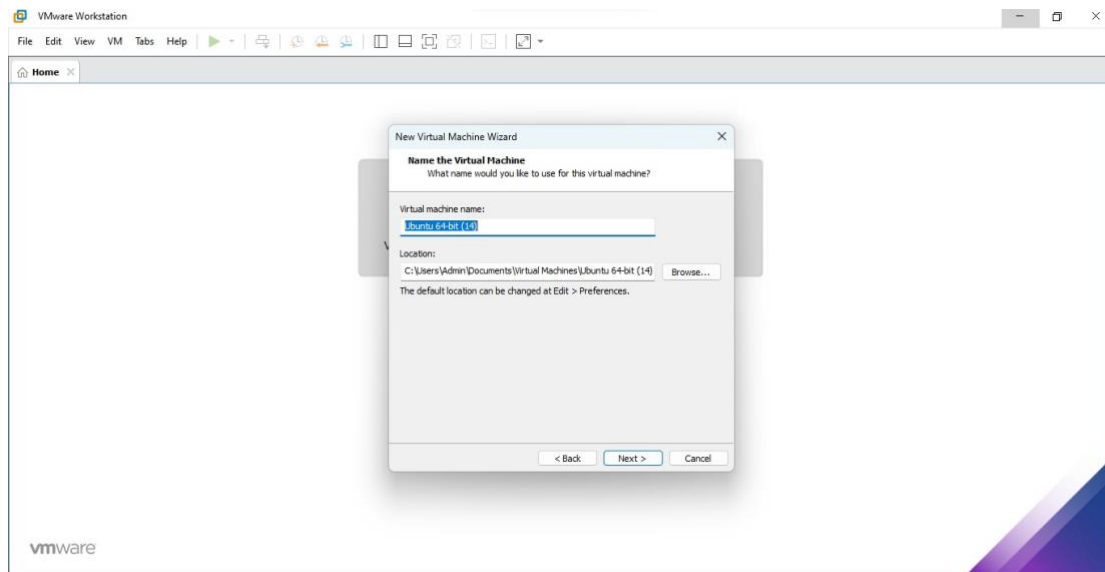 VMware Workstation
File Edit View VM Tabs Help
Home
New Virtual Machine Wizard
Name the Virtual Machine
What name would you like to use for this virtual machine?
Virtual machine name:
Ubuntu 64-bit (14)
Location:
C:\Users\Admin\Documents\Virtual Machines\Ubuntu 64-bit (14)
Browse...
The default location can be changed at Edit > Preferences.
< Back Next > Cancel
vmware